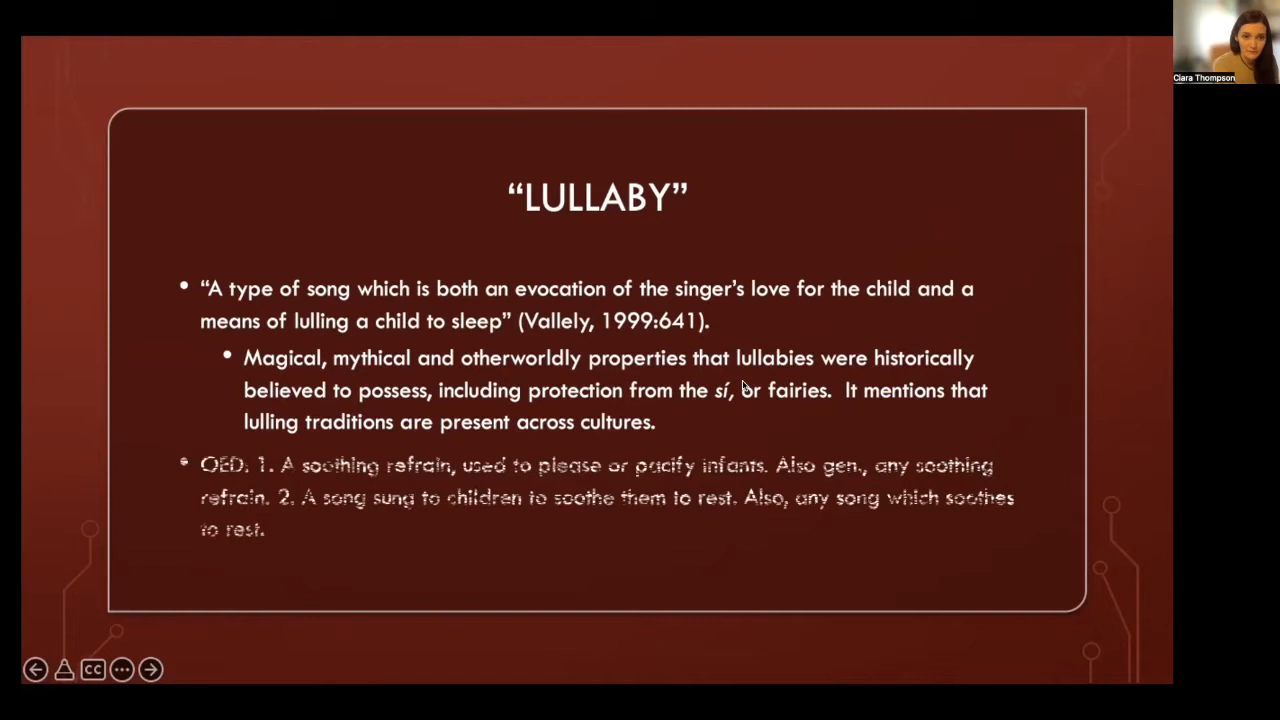 Ciara Thompson
“LULLABY”
• “A type of song which is both an evocation of the singer’s love for the child and a
means of lulling a child to sleep” (Vallely, 1999:641).
• Magical, mythical and otherworldly properties that lullabies were historically
believed to possess, including protection from the sí, or fairies. It mentions that
lulling traditions are present across cultures.
• OED: 1. A soothing refrain, used to please or pacify infants. Also gen., any soothing
refrain. 2. A song sung to children to soothe them to rest. Also, any song which soothes
to rest.
CC